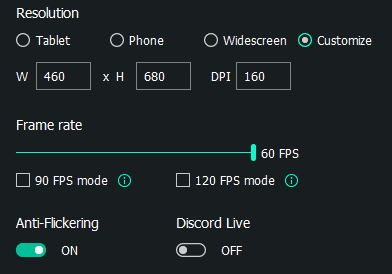 Resolution
Tablet Phone Widescreen Customize
W 460 x H 680 DPI 160
Frame rate
60 FPS
90 FPS mode 120 FPS mode
Anti-Flickering Discord Live
ON OFF